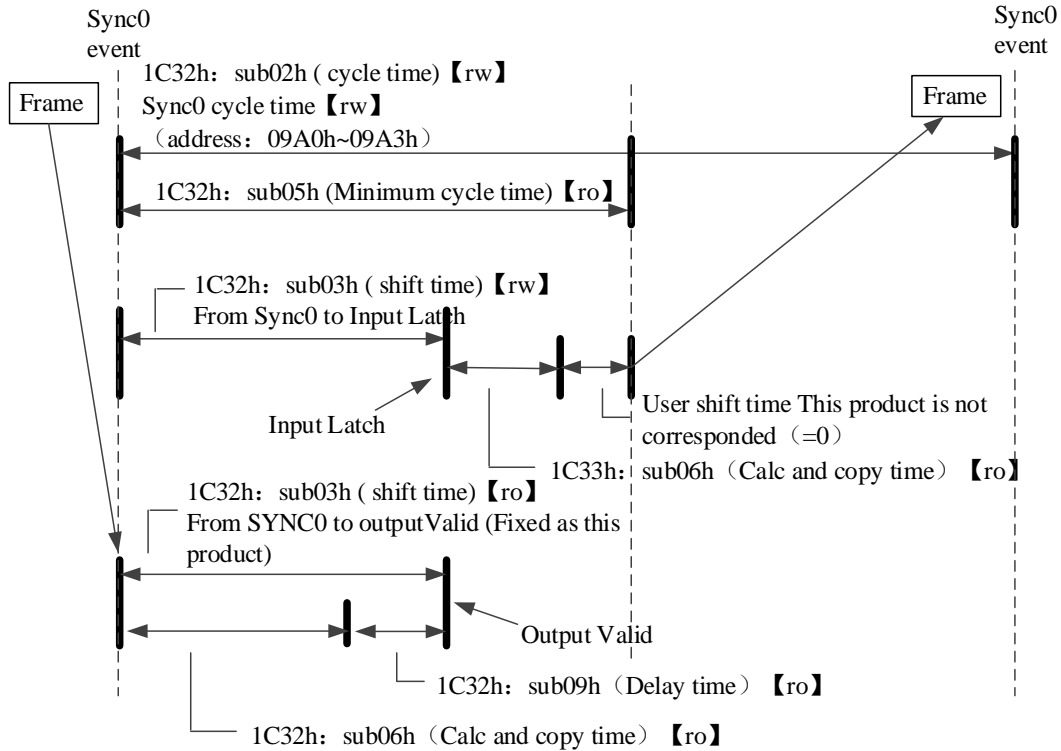 Sync0
event
Sync0
event
1C32h：sub02h ( cycle time)【rw】
Frame
Sync0 cycle time【rw】
（address：09A0h~09A3h）
Frame
1C32h：sub05h (Minimum cycle time)【ro】
1C32h：sub03h ( shift time)【rw】
From Sync0 to Input Latch
Input Latch
User shift time This product is not
corresponded（=0）
1C33h：sub06h（Calc and copy time）【ro】
1C32h：sub03h ( shift time)【ro】
From SYNC0 to outputValid (Fixed as this
product)
Output Valid
1C32h：sub09h（Delay time）【ro】
1C32h：sub06h（Calc and copy time）【ro】